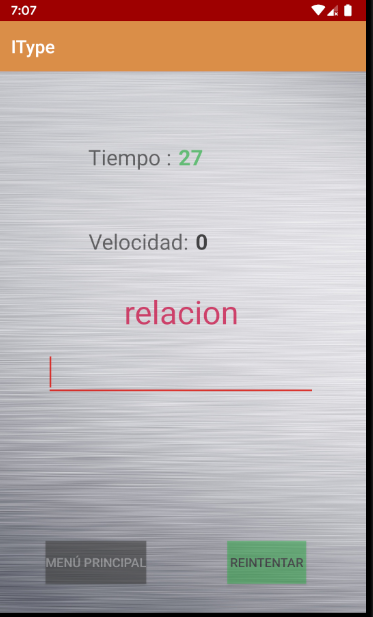 7:07
IType
Tiempo : 27
Velocidad: 0
relacion
MENÚ PRINCIPAL REINTENTAR